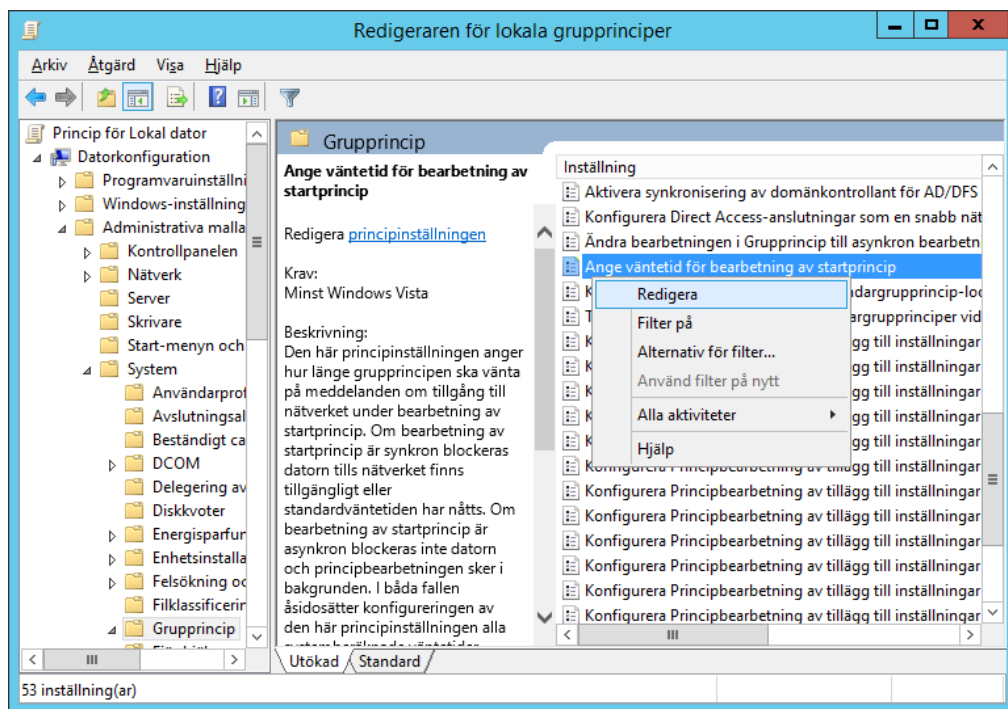 Redigeraren för lokala grupprinciper
Arkiv Åtgärd Visa Hjälp
Princip för Lokal dator
Datorkonfiguration
Programvaruinställni
Windows-inställning
Administrativa malla
Kontrollpanelen
Nätverk
Server
Skrivare
Start-menyn och
System
Användarprof
Avslutningsal
Beständigt ca
DCOM
Delegering av
Diskkvoter
Energisparfun
Enhetsinstalla
Felsökning oc
Filklassificerin
Grupprincip
Grupprincip
Ange väntetid för bearbetning av
startprincip
Redigera principinställningen
Krav:
Minst Windows Vista
Beskrivning:
Den här principinställningen anger
hur länge grupprincipen ska vänta
på meddelanden om tillgång till
nätverket under bearbetning av
startprincip. Om bearbetning av
startprincip är synkron blockeras
datorn tills nätverket finns
tillgängligt eller
standardväntetiden har nåtts. Om
bearbetning av startprincip är
asynkron blockeras inte datorn
och principbearbetningen sker i
bakgrunden. I båda fallen
åsidosätter konfigureringen av
den här principinställningen alla
Inställning
Aktivera synkronisering av domänkontrollant för AD/DFS
Konfigurera Direct Access-anslutningar som en snabb nät
Ändra bearbetningen i Grupprincip till asynkron bearbetn
Ange väntetid för bearbetning av startprincip
K dargrupprincip-loc
T argrupprinciper vid
K gg till inställningar
K gg till inställningar
K gg till inställningar
K gg till inställningar
K gg till inställningar
Konfigurera Principbearbetning av tillägg till inställningar
Konfigurera Principbearbetning av tillägg till inställningar
Konfigurera Principbearbetning av tillägg till inställningar
Konfigurera Principbearbetning av tillägg till inställningar
Konfigurera Principbearbetning av tillägg till inställningar
Konfigurera Principbearbetning av tillägg till inställningar
Konfigurera Principbearbetning av tillägg till inställningar
Redigera
Filter på
Alternativ för filter...
Använd filter på nytt
Alla aktiviteter
Hjälp
Utökad Standard
53 inställning(ar)